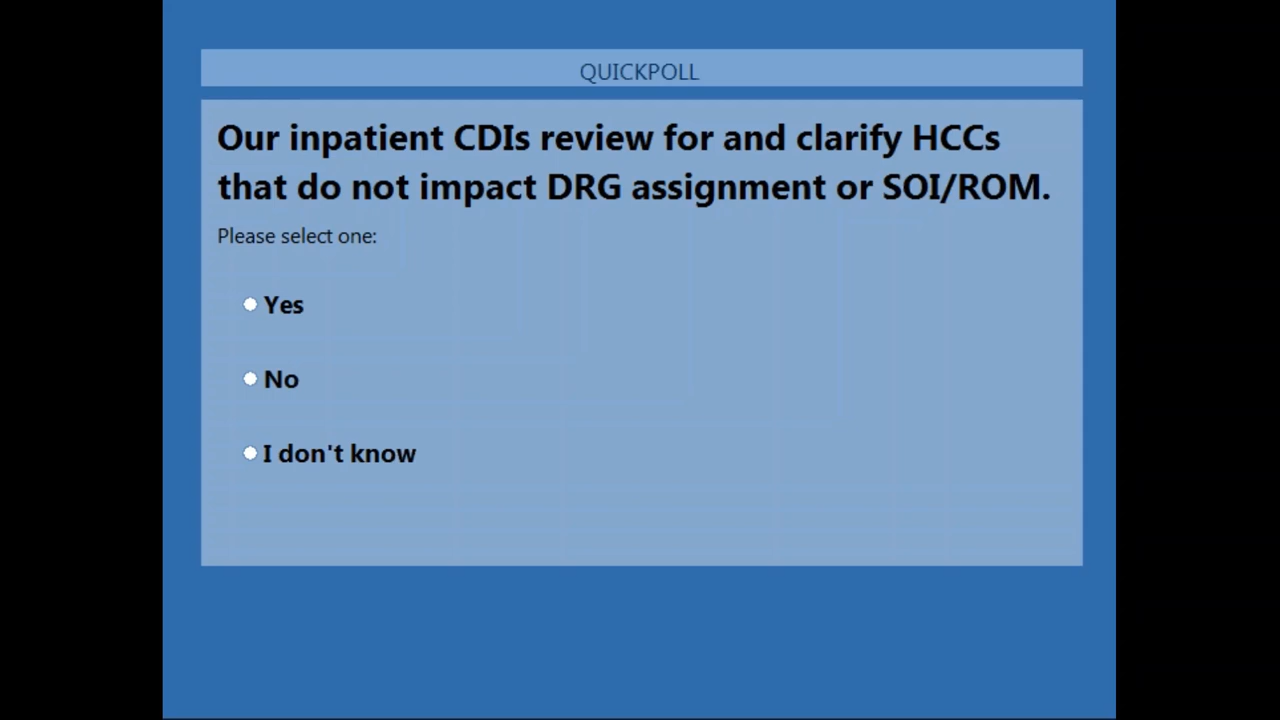 QUICKPOLL
Our inpatient CDIs review for and clarify HCCs
that do not impact DRG assignment or SOI/ROM.
Please select one:
Yes
No
I don't know